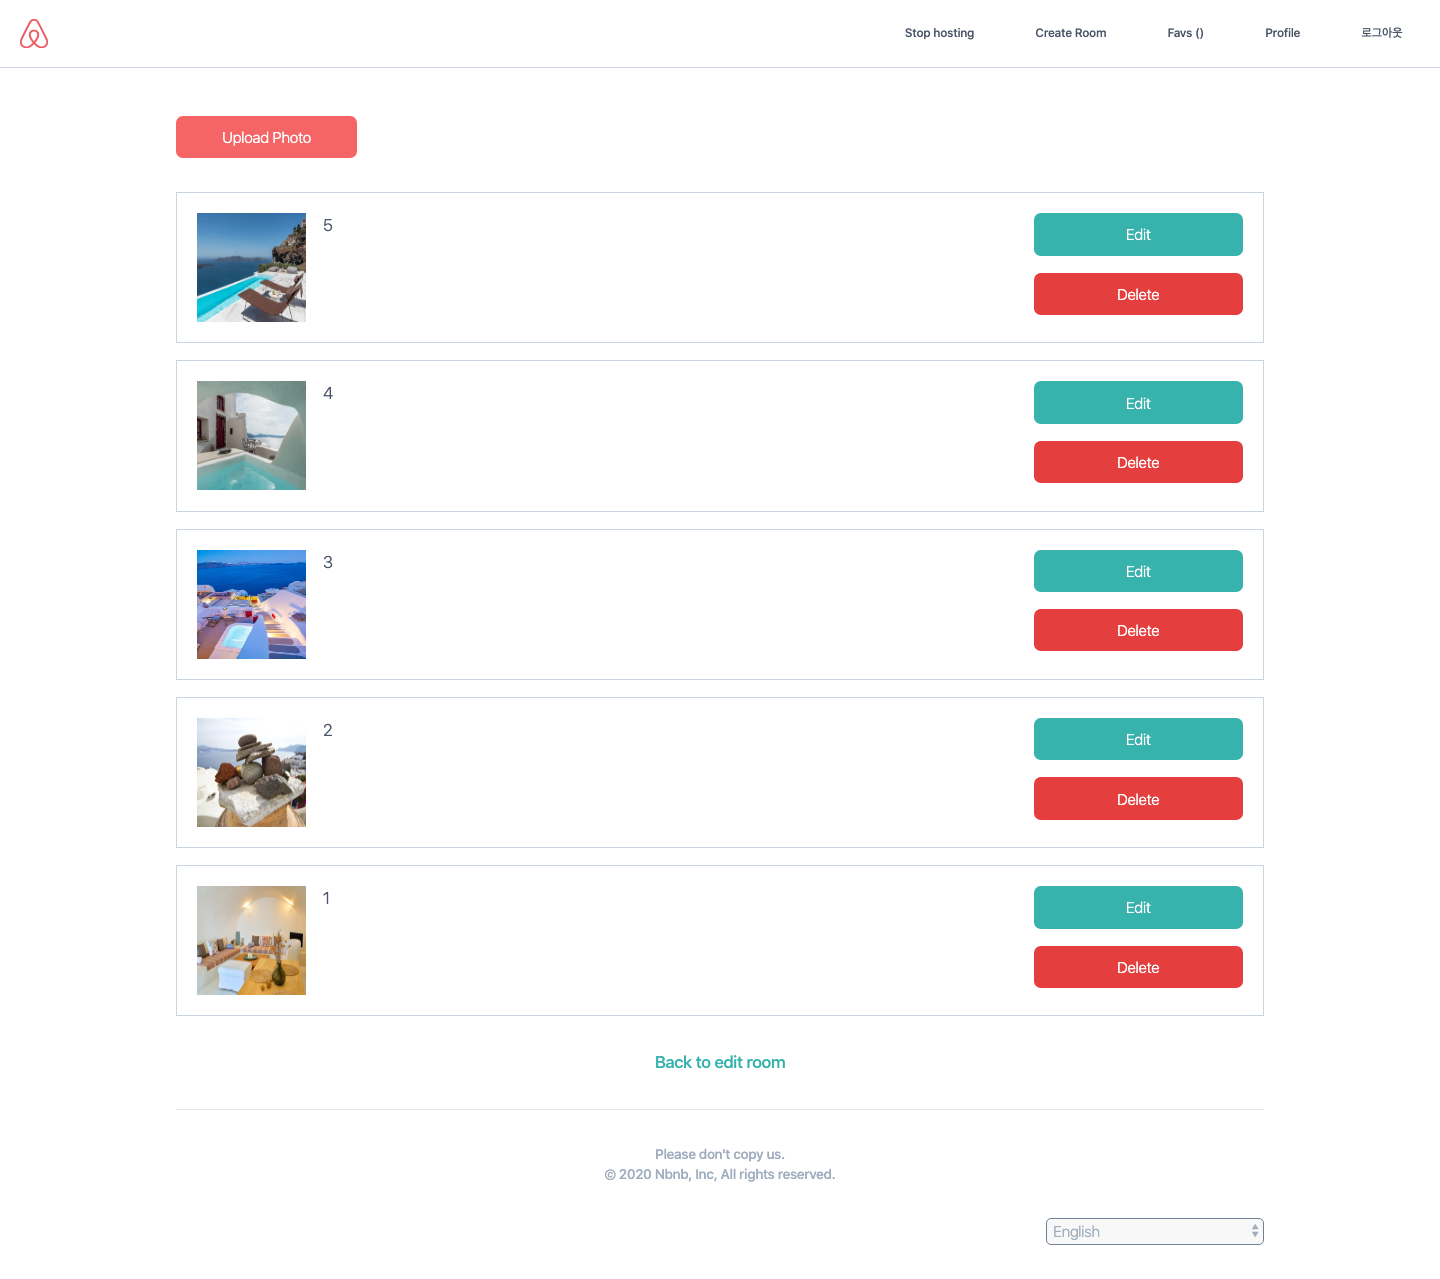 Stop hosting Create Room Favs () Profile 로그아웃
Upload Photo
5
Edit
Delete
4
Edit
Delete
3
Edit
Delete
2
Edit
Delete
1
Edit
Delete
Back to edit room
Please don't copy us.
© 2020 Nbnb, Inc, All rights reserved.
English